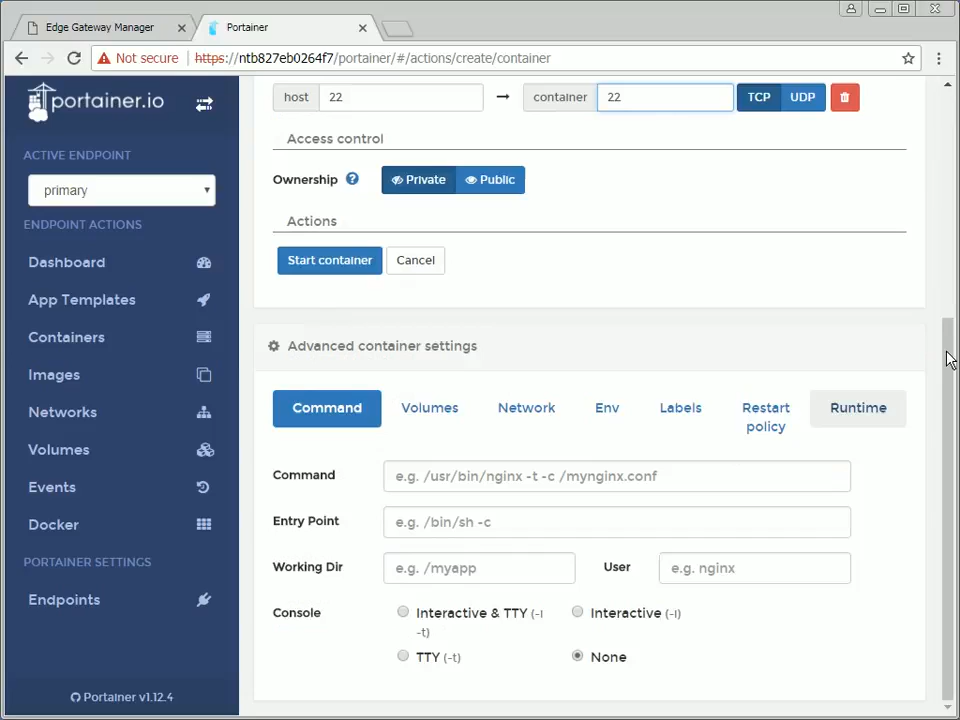 Edge Gateway Manager
Portainer
Not secure https://ntb827eb0264f7/portainer/#/actions/create/container
portainer.io
ACTIVE ENDPOINT
primary
ENDPOINT ACTIONS
Dashboard
App Templates
Containers
Images
Networks
Volumes
Events
Docker
PORTAINER SETTINGS
Endpoints
Portainer v1.12.4
host 22 → container 22 TCP UDP
Access control
Ownership Private Public
Actions
Start container Cancel
Advanced container settings
Command Volumes Network Env Labels Restart policy Runtime
Command e.g. /usr/bin/nginx -t -c /mynginx.conf
Entry Point e.g. /bin/sh -c
Working Dir e.g. /myapp User e.g. nginx
Console Interactive & TTY (-I -t) Interactive (-I)
TTY (-t) None